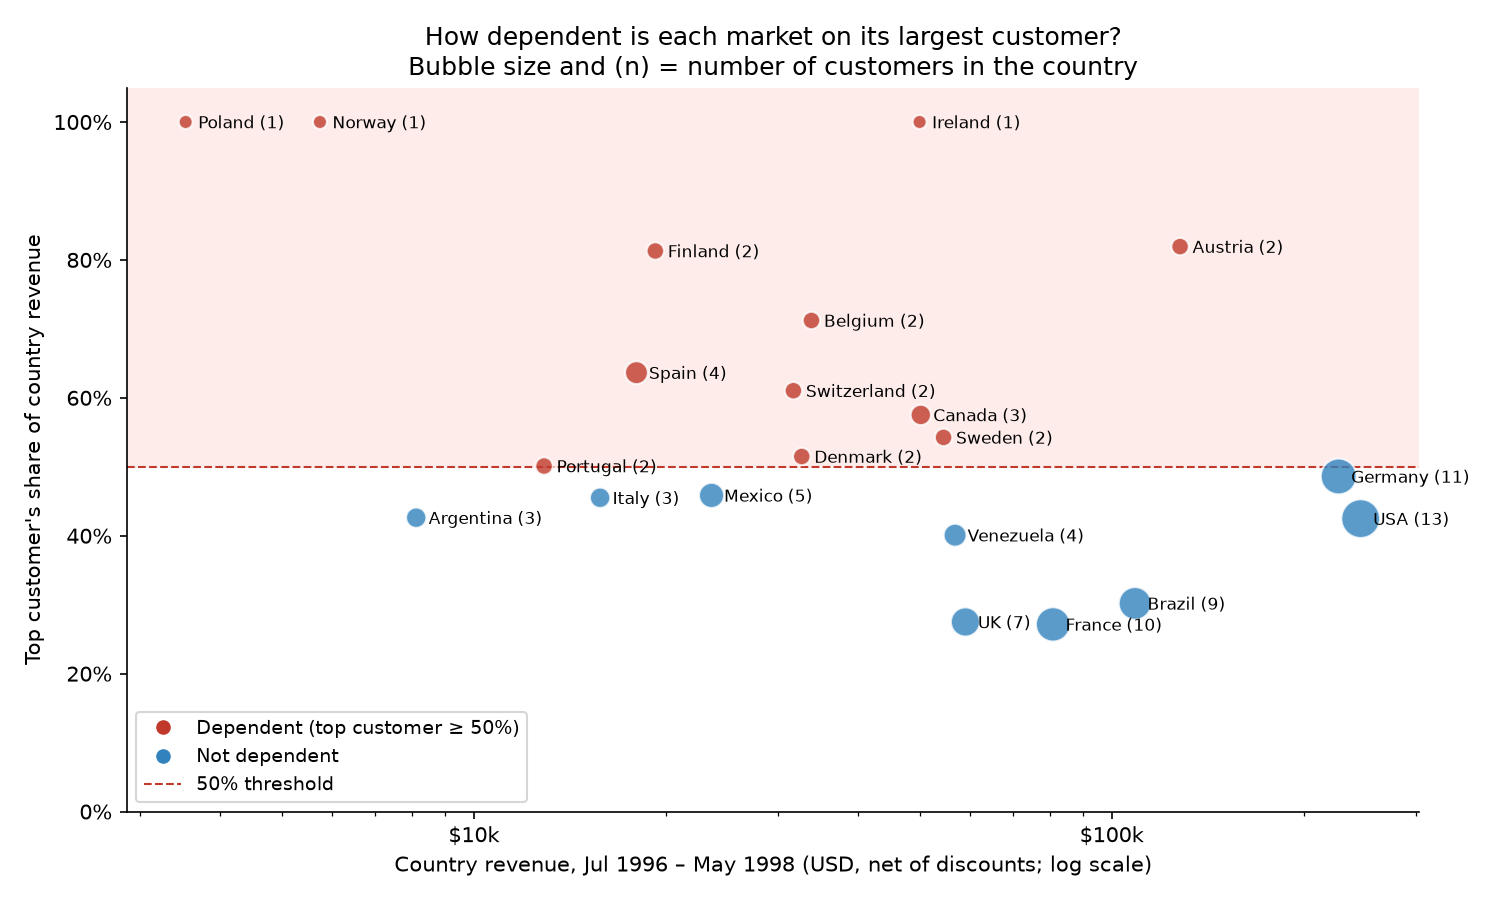 How dependent is each market on its largest customer?
Bubble size and (n) = number of customers in the country
Top customer's share of country revenue
100%
80%
60%
40%
20%
0%
Poland (1)
Norway (1)
Ireland (1)
Finland (2)
Austria (2)
Belgium (2)
Spain (4)
Switzerland (2)
Canada (3)
Sweden (2)
Denmark (2)
Portugal (2)
Germany (11)
Italy (3)
Mexico (5)
Argentina (3)
USA (13)
Venezuela (4)
Brazil (9)
UK (7)
France (10)
Dependent (top customer ≥ 50%)
Not dependent
50% threshold
$10k
$100k
Country revenue, Jul 1996 – May 1998 (USD, net of discounts; log scale)